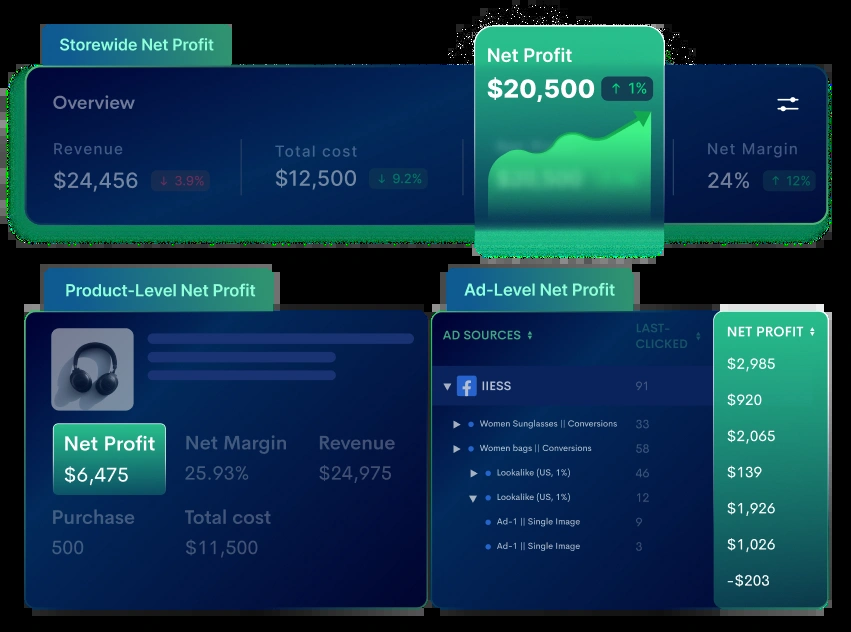 Storewide Net Profit
Overview
Revenue
$24,456 ↓ 3.9%
Total cost
$12,500 ↓ 9.2%
Net Profit
$20,500 ↑ 1%
Net Margin
24% ↑ 12%
Product-Level Net Profit
Net Profit
$6,475
Net Margin
25.93%
Revenue
$24,975
Purchase
500
Total cost
$11,500
Ad-Level Net Profit
AD SOURCES LAST-
CLICKED NET PROFIT
$2,985
IIESS 91
$920
Women Sunglasses || Conversions 33
$2,065
Women bags || Conversions 58
Lookalike (US, 1%) 46
$139
Lookalike (US, 1%) 12
$1,926
Ad-1 || Single Image 9
$1,026
Ad-1 || Single Image 3
-$203